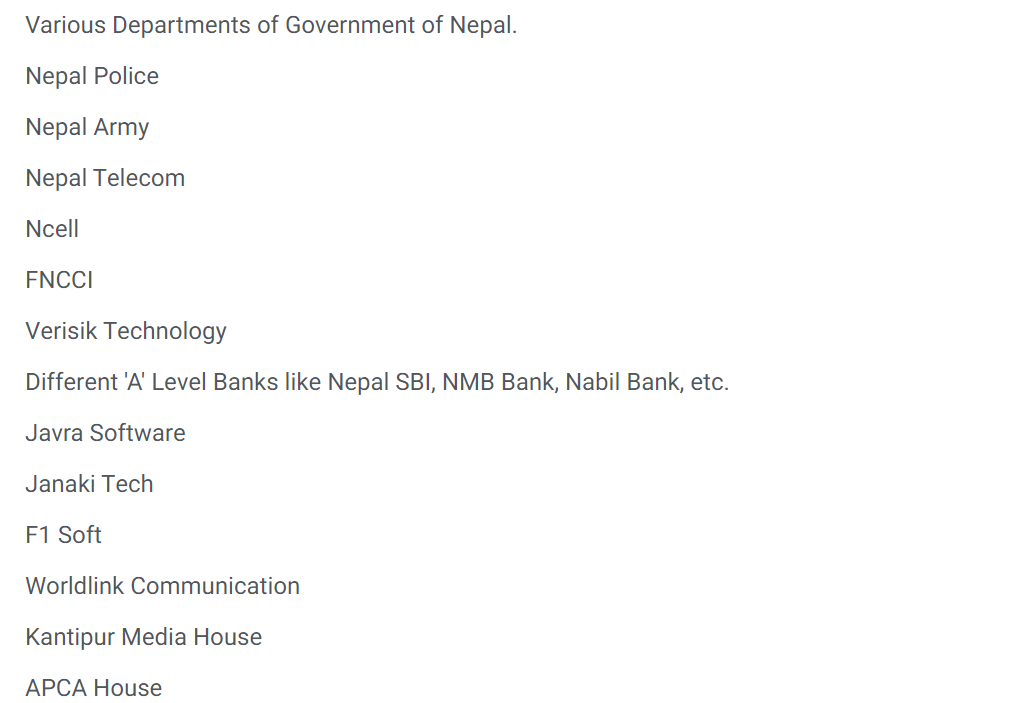 Various Departments of Government of Nepal.
Nepal Police
Nepal Army
Nepal Telecom
Ncell
FNCCI
Verisik Technology
Different 'A' Level Banks like Nepal SBI, NMB Bank, Nabil Bank, etc.
Javra Software
Janaki Tech
F1 Soft
Worldlink Communication
Kantipur Media House
APCA House